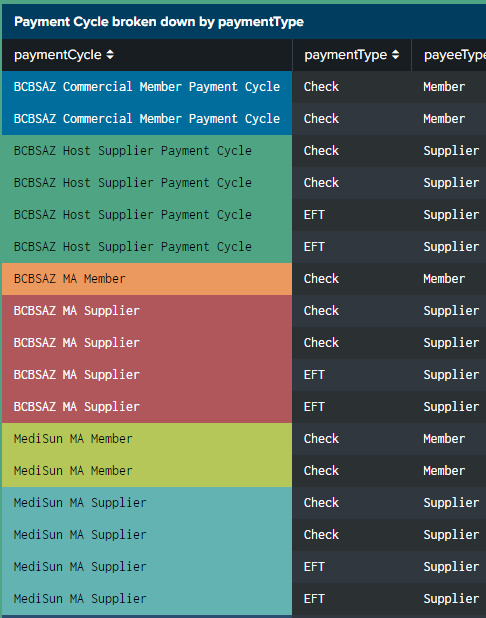 Payment Cycle broken down by paymentType
paymentCycle paymentType payeeType
BCBSAZ Commercial Member Payment Cycle Check Member
BCBSAZ Commercial Member Payment Cycle Check Member
BCBSAZ Host Supplier Payment Cycle Check Supplier
BCBSAZ Host Supplier Payment Cycle Check Supplier
BCBSAZ Host Supplier Payment Cycle EFT Supplier
BCBSAZ Host Supplier Payment Cycle EFT Supplier
BCBSAZ MA Member Check Member
BCBSAZ MA Supplier Check Supplier
BCBSAZ MA Supplier Check Supplier
BCBSAZ MA Supplier EFT Supplier
BCBSAZ MA Supplier EFT Supplier
MediSun MA Member Check Member
MediSun MA Member Check Member
MediSun MA Supplier Check Supplier
MediSun MA Supplier Check Supplier
MediSun MA Supplier EFT Supplier
MediSun MA Supplier EFT Supplier